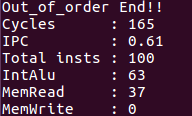 Out_of_order End!!
Cycles : 165
IPC : 0.61
Total insts : 100
IntAlu : 63
MemRead : 37
MemWrite : 0